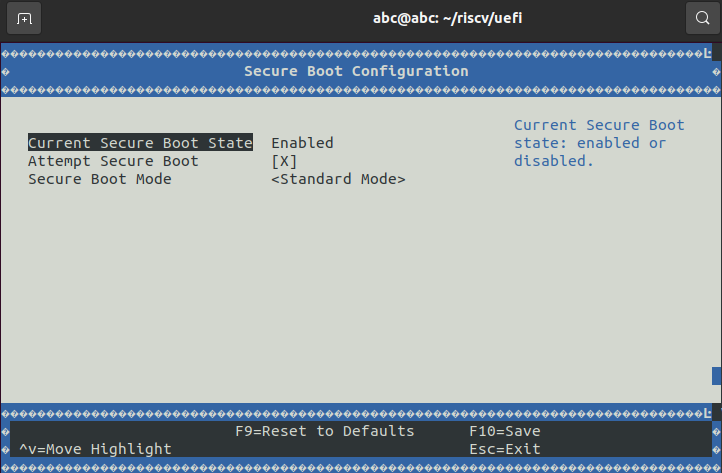 abc@abc: ~/riscv/uefi
Secure Boot Configuration
Current Secure Boot State Enabled
Attempt Secure Boot [X]
Secure Boot Mode <Standard Mode>
Current Secure Boot
state: enabled or
disabled.
F9=Reset to Defaults F10=Save
^v=Move Highlight Esc=Exit